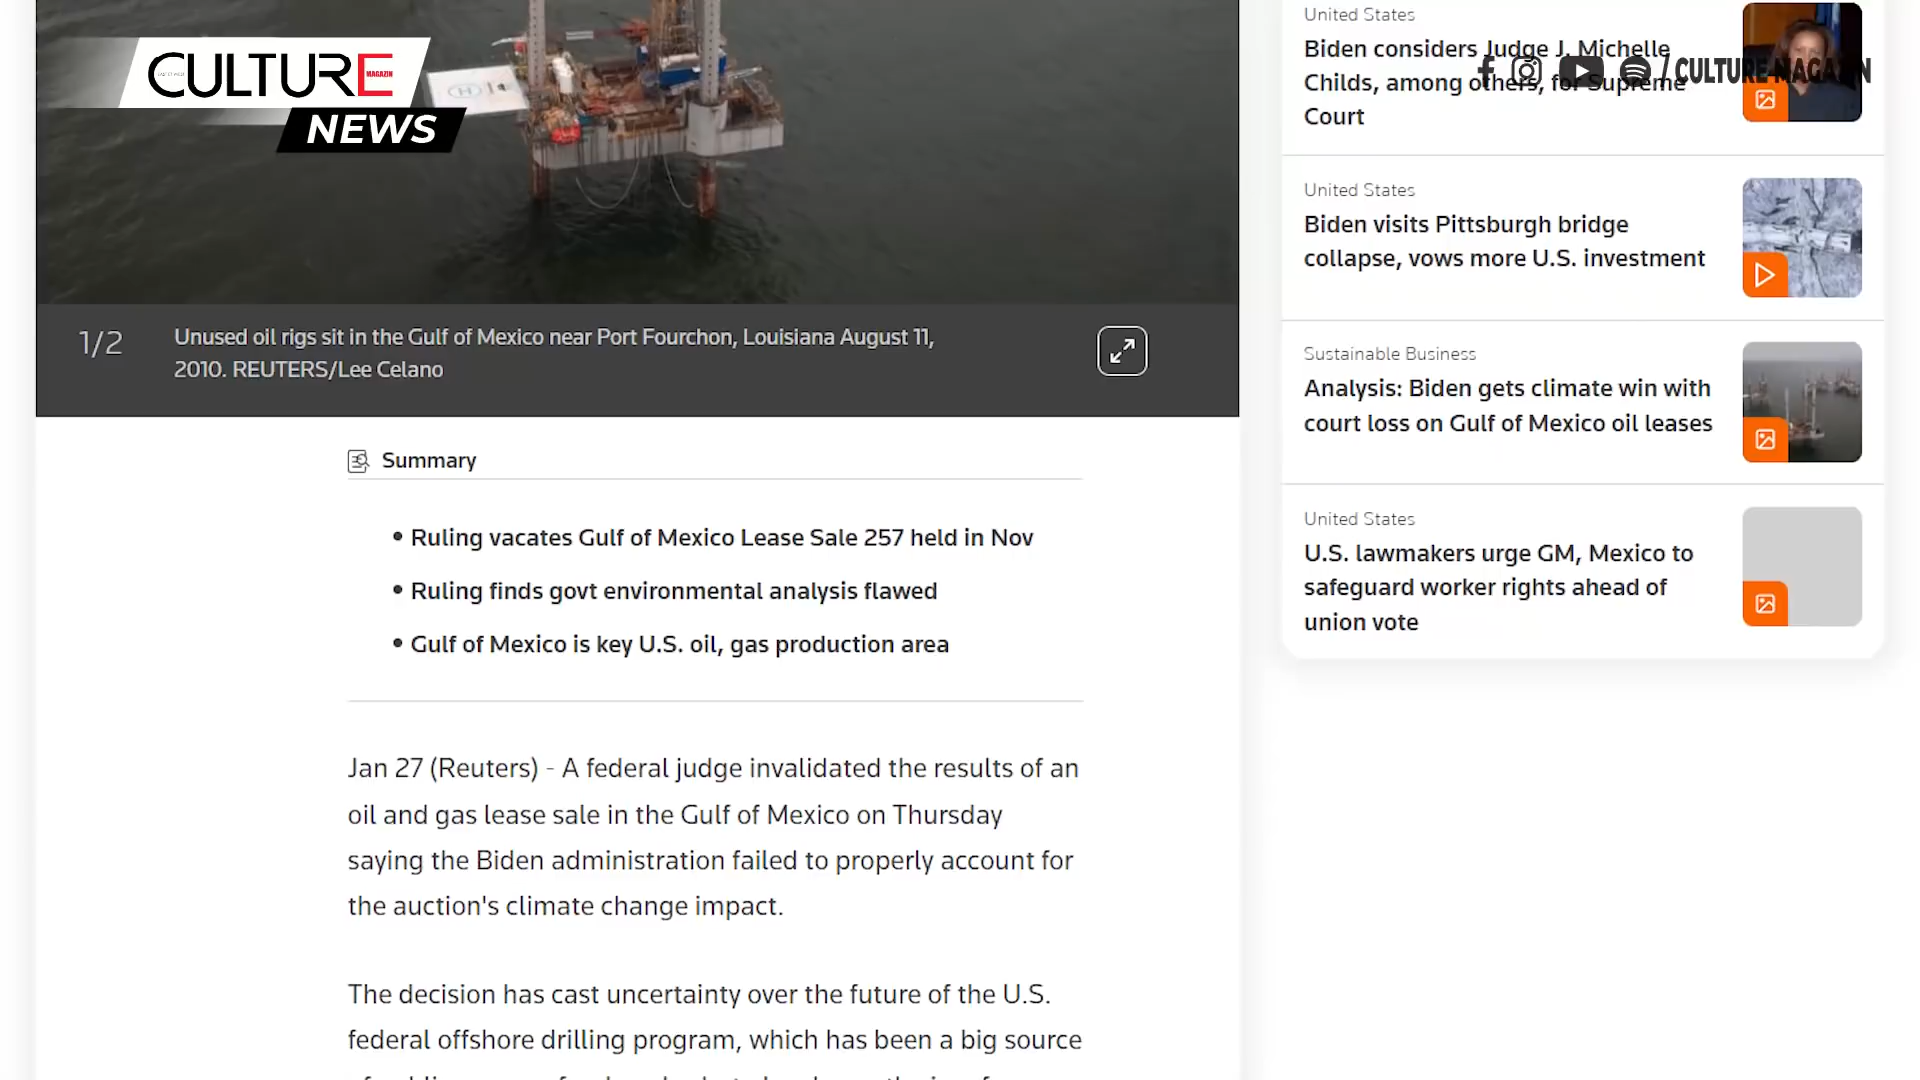 CULTURE
MAGAZIN
NEWS
/ CULTURE MAGAZIN
1/2
Unused oil rigs sit in the Gulf of Mexico near Port Fourchon, Louisiana August 11,
2010. REUTERS/Lee Celano
Summary
• Ruling vacates Gulf of Mexico Lease Sale 257 held in Nov
• Ruling finds govt environmental analysis flawed
• Gulf of Mexico is key U.S. oil, gas production area
Jan 27 (Reuters) - A federal judge invalidated the results of an
oil and gas lease sale in the Gulf of Mexico on Thursday
saying the Biden administration failed to properly account for
the auction's climate change impact.
The decision has cast uncertainty over the future of the U.S.
federal offshore drilling program, which has been a big source
United States
Biden considers Judge J. Michelle
Childs, among others, for Supreme
Court
United States
Biden visits Pittsburgh bridge
collapse, vows more U.S. investment
Sustainable Business
Analysis: Biden gets climate win with
court loss on Gulf of Mexico oil leases
United States
U.S. lawmakers urge GM, Mexico to
safeguard worker rights ahead of
union vote